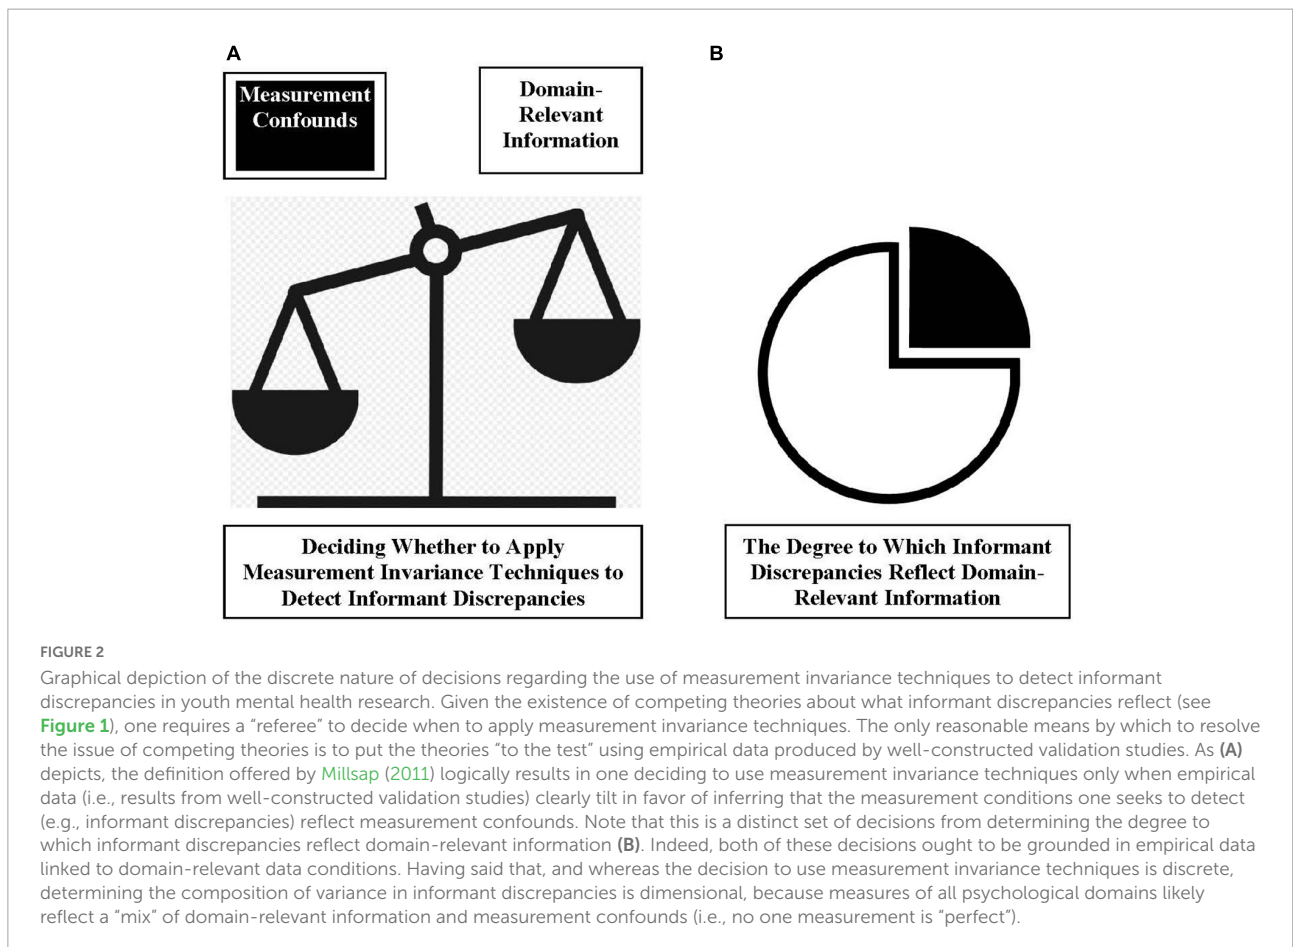 A
B
Measurement
Confounds
Domain-
Relevant
Information
Deciding Whether to Apply
Measurement Invariance Techniques to
Detect Informant Discrepancies
The Degree to Which Informant
Discrepancies Reflect Domain-
Relevant Information
FIGURE 2
Graphical depiction of the discrete nature of decisions regarding the use of measurement invariance techniques to detect informant
discrepancies in youth mental health research. Given the existence of competing theories about what informant discrepancies reflect (see
Figure 1), one requires a “referee” to decide when to apply measurement invariance techniques. The only reasonable means by which to resolve
the issue of competing theories is to put the theories “to the test” using empirical data produced by well-constructed validation studies. As (A)
depicts, the definition offered by Millsap (2011) logically results in one deciding to use measurement invariance techniques only when empirical
data (i.e., results from well-constructed validation studies) clearly tilt in favor of inferring that the measurement conditions one seeks to detect
(e.g., informant discrepancies) reflect measurement confounds. Note that this is a distinct set of decisions from determining the degree to
which informant discrepancies reflect domain-relevant information (B). Indeed, both of these decisions ought to be grounded in empirical data
linked to domain-relevant data conditions. Having said that, and whereas the decision to use measurement invariance techniques is discrete,
determining the composition of variance in informant discrepancies is dimensional, because measures of all psychological domains likely
reflect a “mix” of domain-relevant information and measurement confounds (i.e., no one measurement is “perfect”).